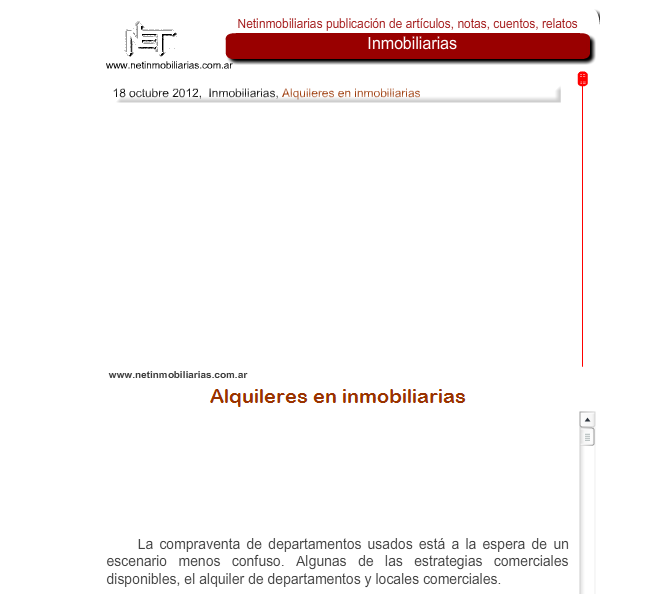 Netinmobiliarias publicación de artículos, notas, cuentos, relatos
NET
Inmobiliarias
www.netinmobiliarias.com.ar
18 octubre 2012, Inmobiliarias, Alquileres en inmobiliarias
www.netinmobiliarias.com.ar
Alquileres en inmobiliarias
La compraventa de departamentos usados está a la espera de un
escenario menos confuso. Algunas de las estrategias comerciales
disponibles, el alquiler de departamentos y locales comerciales.